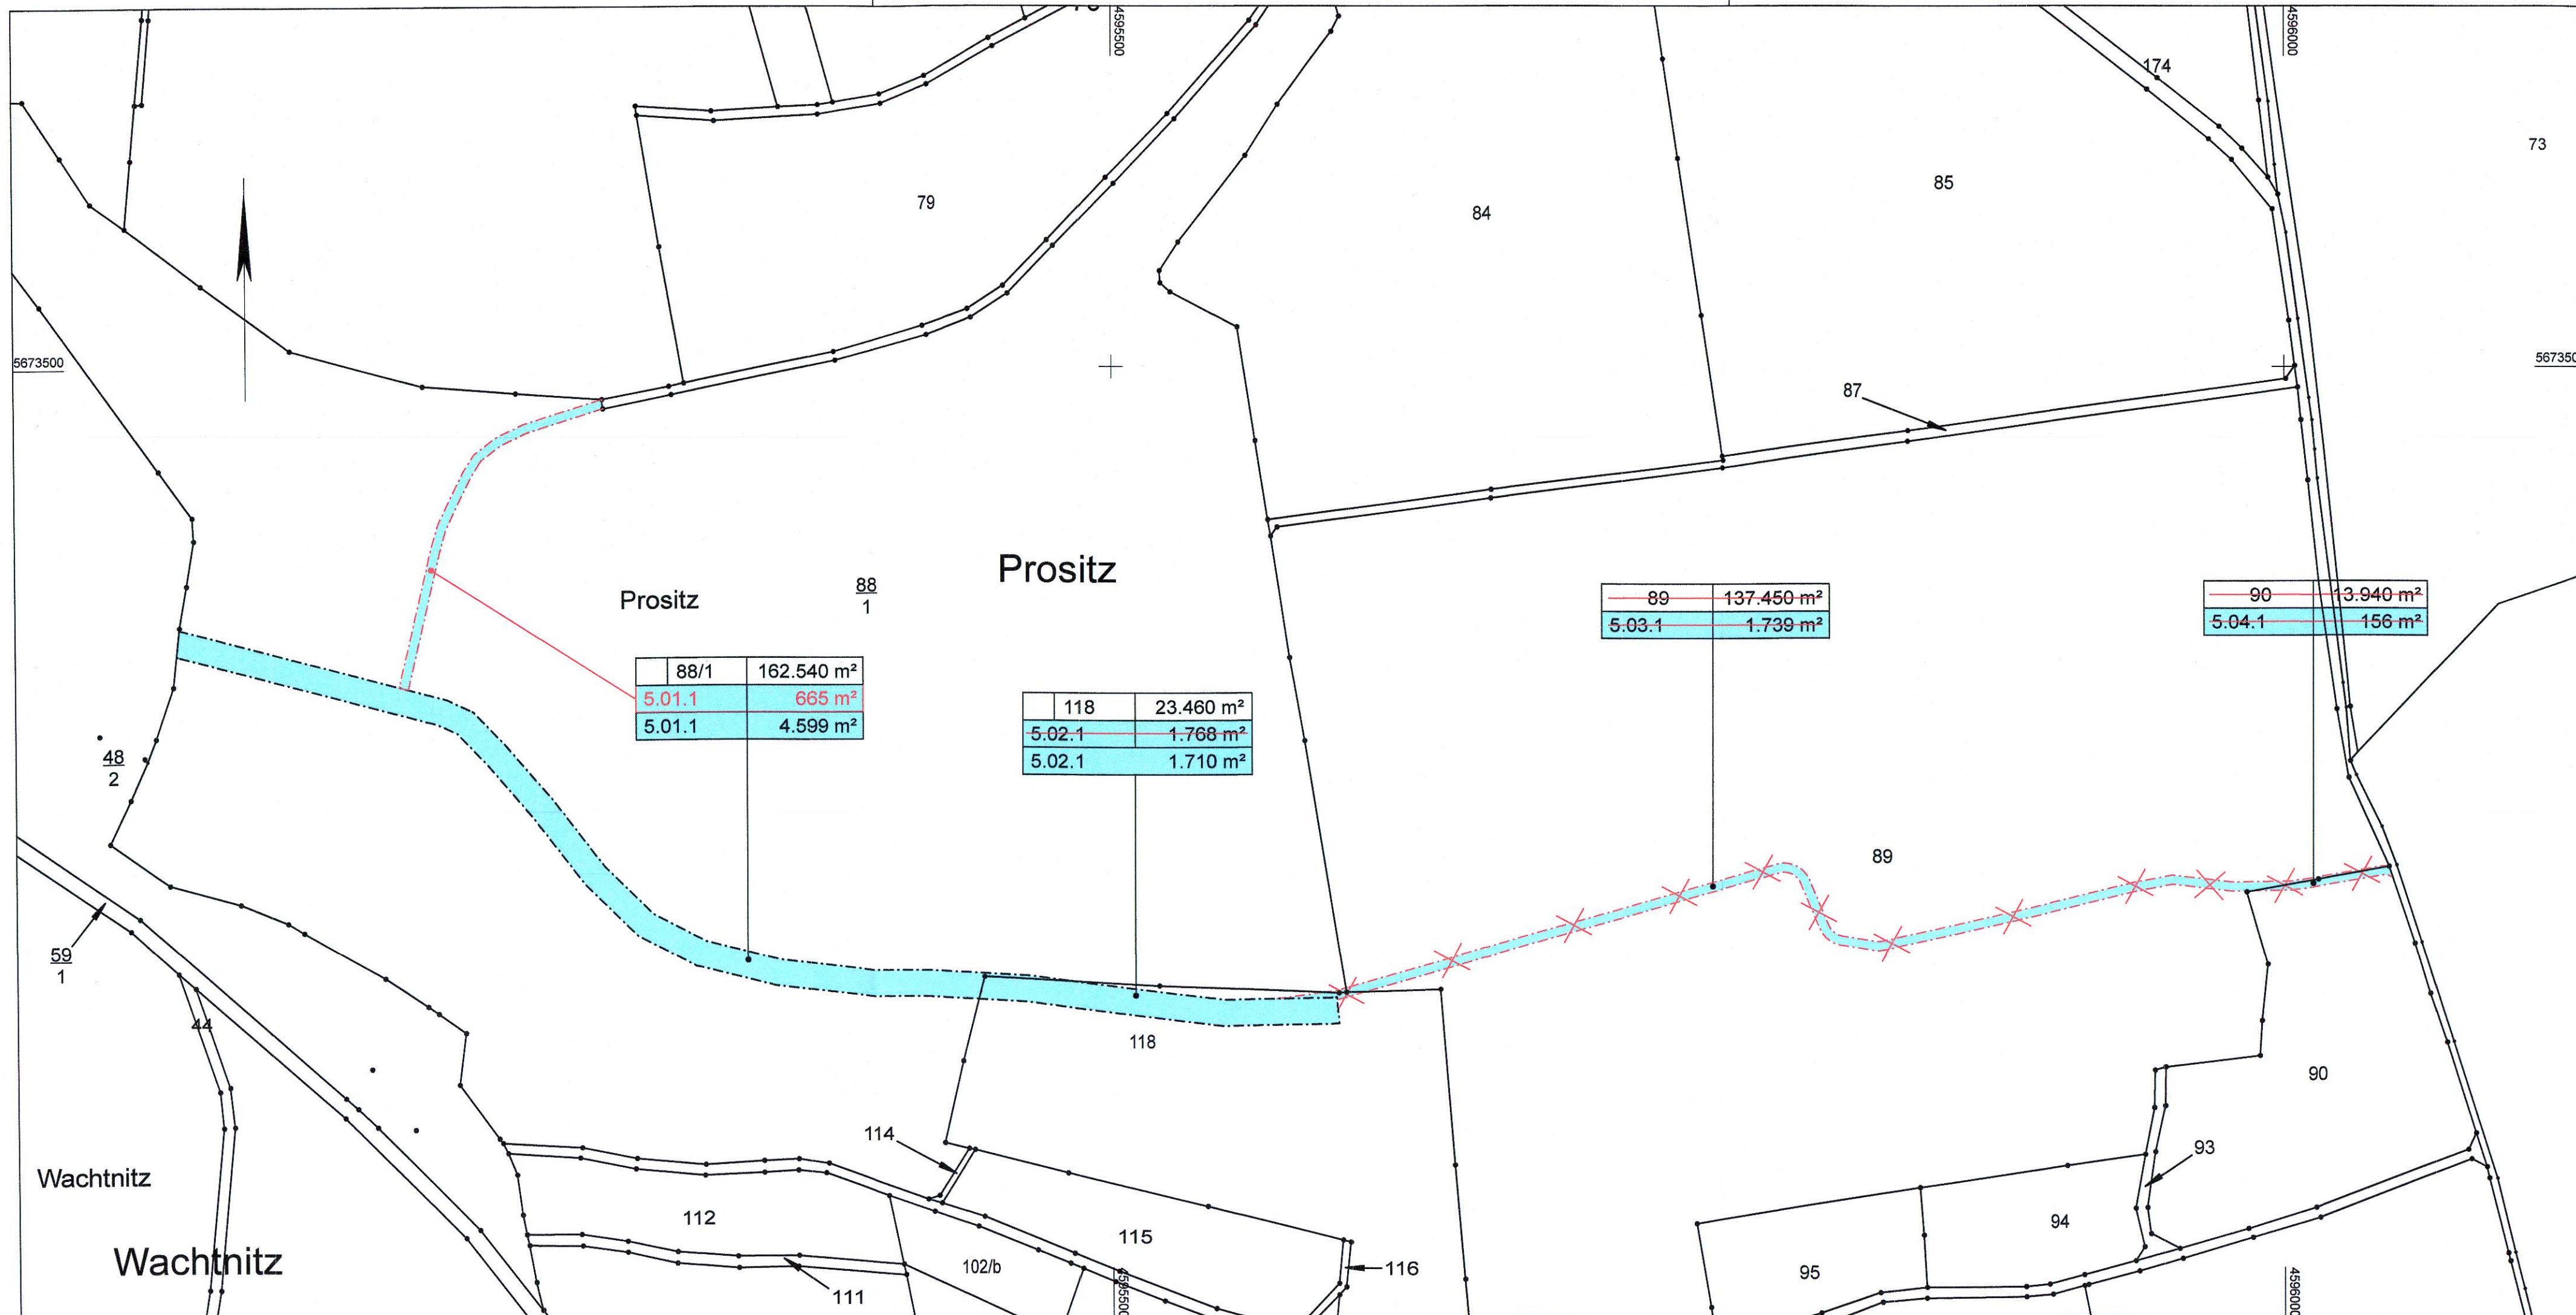 4595500
4596000
174
73
79
84
85
5673500
87
Prositz
Prositz
88
1
89 137.450 m²
5.03.1 1.739 m²
90 13.940 m²
5.04.1 156 m²
88/1 162.540 m²
5.01.1 665 m²
5.01.1 4.599 m²
118 23.460 m²
5.02.1 1.768 m²
5.02.1 1.710 m²
48
2
89
59
1
44
118
90
114
93
Wachtnitz
112
115
94
Wachtnitz
102/b
95
116
111
4595500
4596000